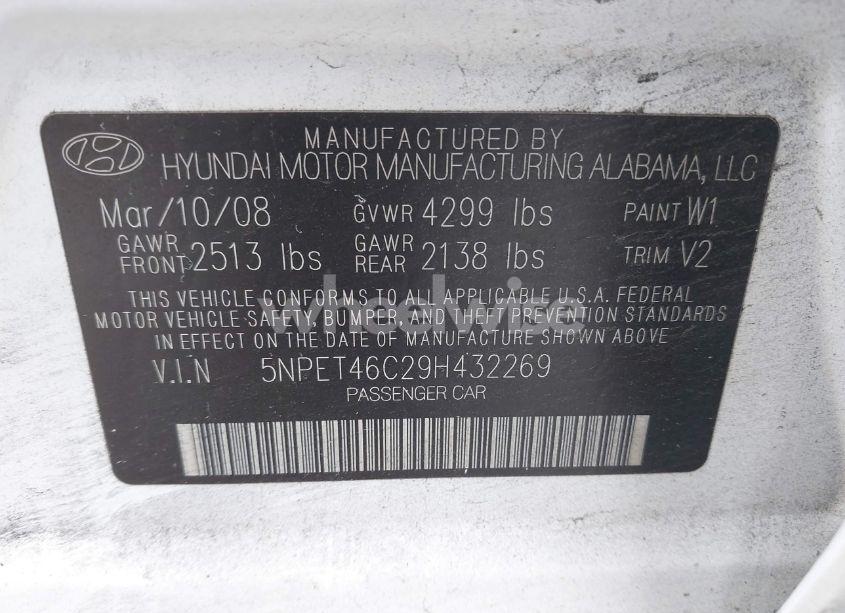 MANUFACTURED BY
HYUNDAI MOTOR MANUFACTURING ALABAMA, LLC
Mar/10/08 GVWR 4299 lbs PAINT W1
GAWR FRONT 2513 lbs GAWR REAR 2138 lbs TRIM V2
THIS VEHICLE CONFORMS TO ALL APPLICABLE U.S.A. FEDERAL
MOTOR VEHICLE SAFETY, BUMPER, AND THEFT PREVENTION STANDARDS
IN EFFECT ON THE DATE OF MANUFACTURE SHOWN ABOVE
V.I.N 5NPET46C29H432269
PASSENGER CAR
wheelwise